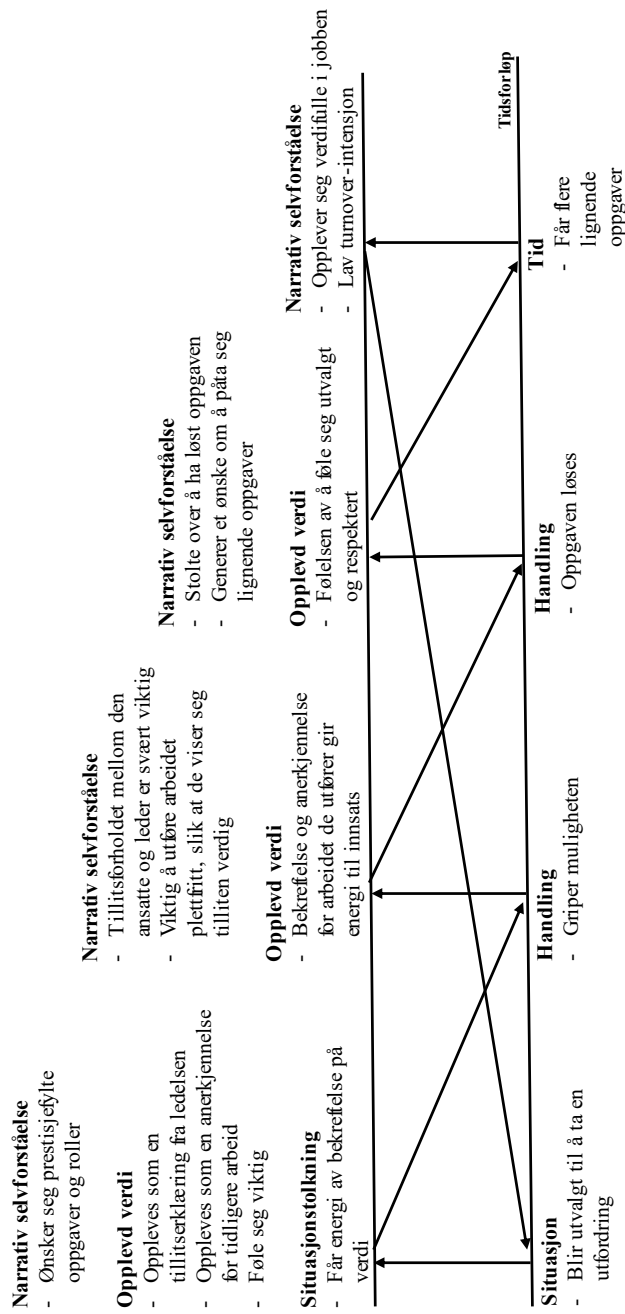 Narrativ selvforståelse
- Ønsker seg prestisjefylte
oppgaver og roller
Opplevd verdi
- Oppleves som en
tillitserklæring fra ledelsen
- Oppleves som en anerkjennelse
for tidligere arbeid
- Føle seg viktig
Situasjonstolkning
- Får energi av bekreftelse på
verdi
Situasjon
- Blir utvalgt til å ta en
utfordring
Narrativ selvforståelse
- Tillitsforholdet mellom den
ansatte og leder er svært viktig
- Viktig å utføre arbeidet
plettfritt, slik at de viser seg
tilliten verdig
Opplevd verdi
- Bekreftelse og anerkjennelse
for arbeidet de utfører gir
energi til innsats
Handling
- Griper muligheten
Narrativ selvforståelse
- Stolte over å ha løst oppgaven
- Generer et ønske om å påta seg
lignende oppgaver
Opplevd verdi
- Følelsen av å føle seg utvalgt
og respektert
Handling
- Oppgaven løses
Narrativ selvforståelse
- Opplever seg verdifulle i jobben
- Lav turnover-intensjon
Tidsforløp
Tid
- Får flere
lignende
oppgaver